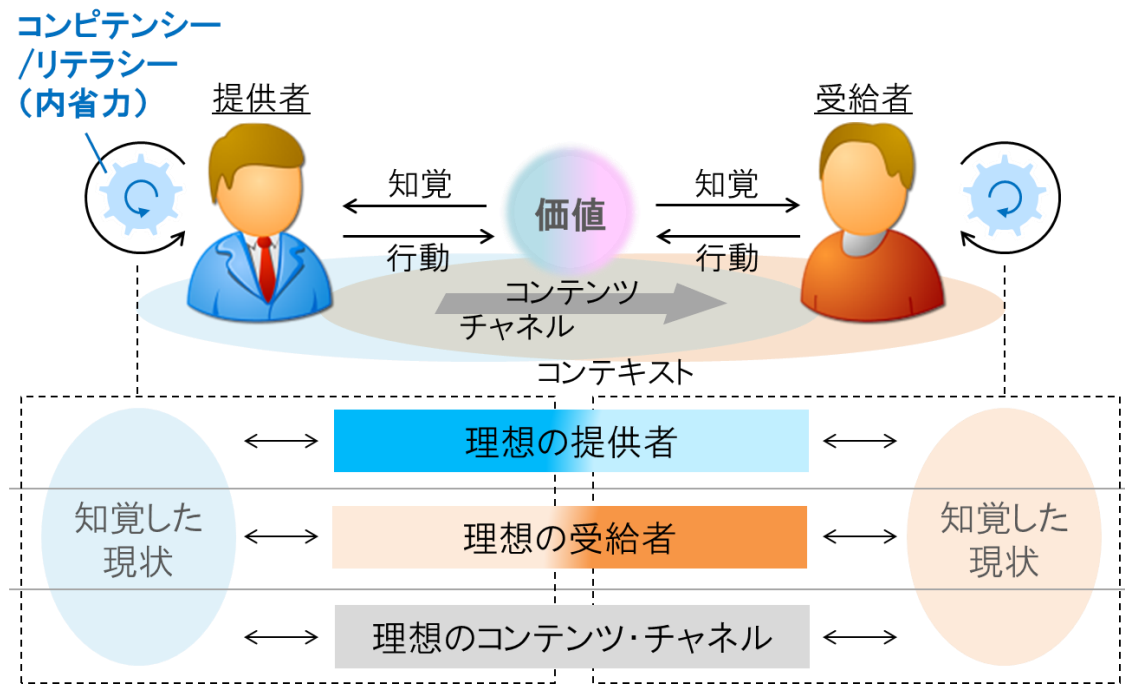 コンピテンシー
/リテラシー
(内省力)
提供者
受給者
知覚
知覚
価値
行動
行動
コンテンツ
チャネル
コンテキスト
理想の提供者
知覚した
現状
理想の受給者
知覚した
現状
理想のコンテンツ・チャネル